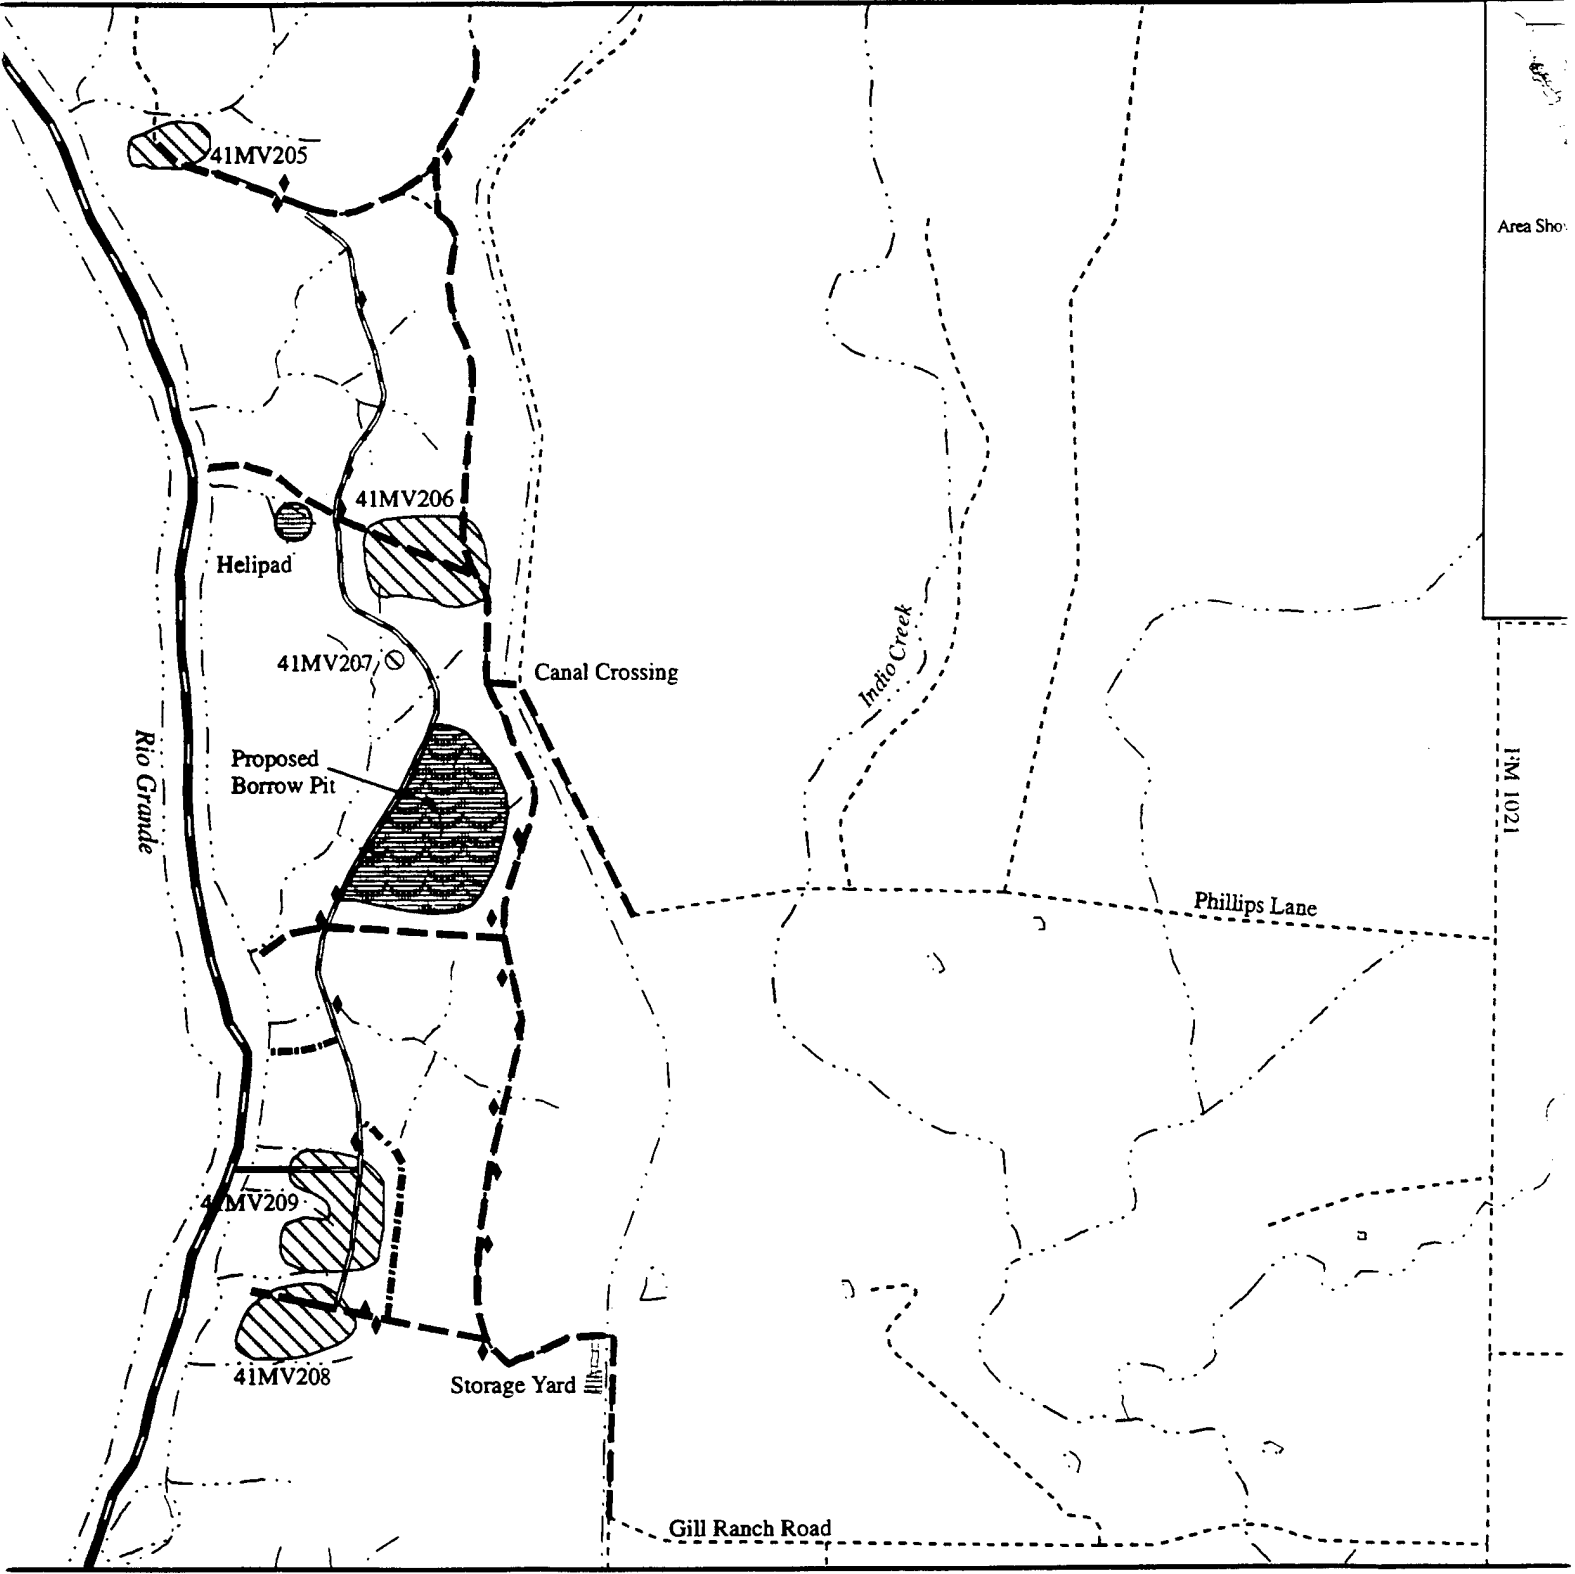 41MV205
Area Sho
41MV206
Helipad
Indio Creek
41MV207
Canal Crossing
Rio Grande
Proposed
Borrow Pit
FM 1021
Phillips Lane
41MV209
41MV208
Storage Yard
Gill Ranch Road